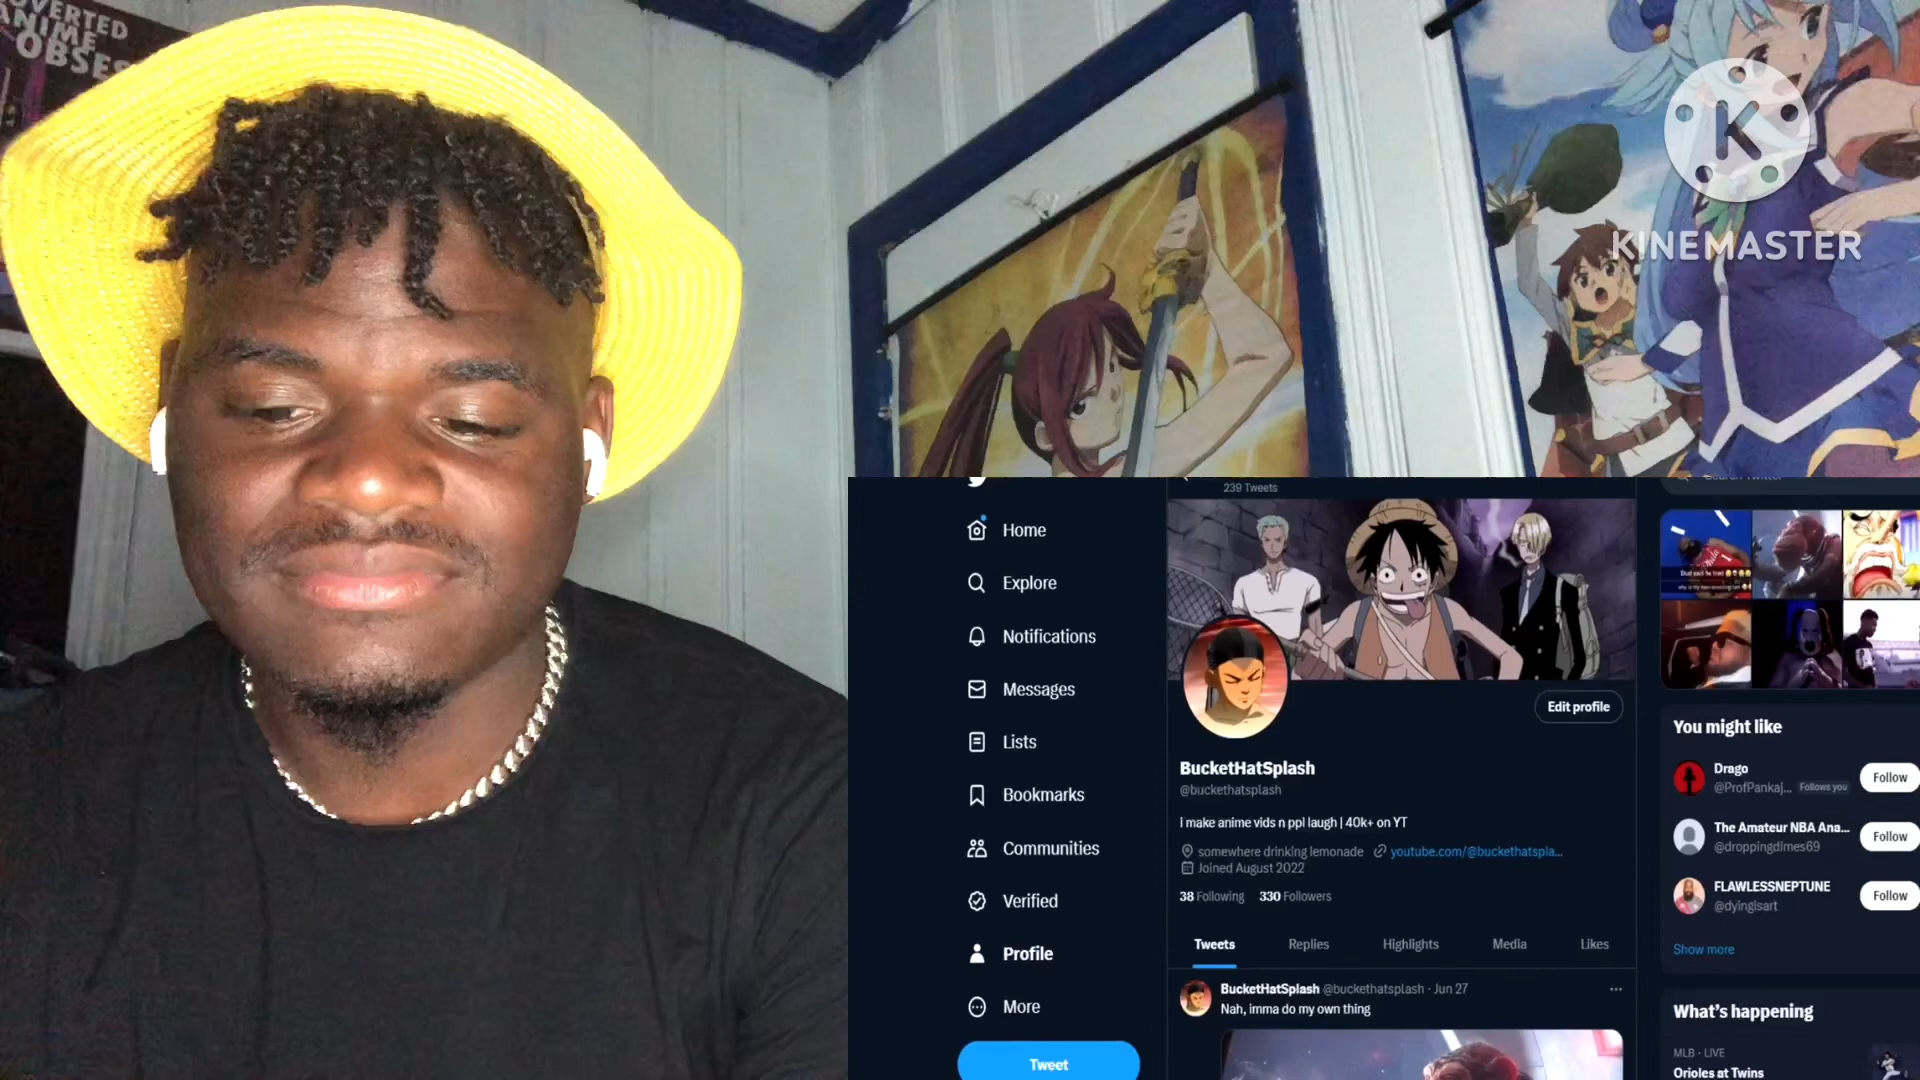 OVERTED
ANIME
OBSES
KINEMASTER
239 Tweets
Home
Explore
Notifications
Messages
Lists
Bookmarks
Communities
Verified
Profile
More
Tweet
Edit profile
BucketHatSplash
@buckethatsplash
i make anime vids n ppl laugh | 40k+ on YT
somewhere drinking lemonade youtube.com/@buckethatspla...
Joined August 2022
38 Following 330 Followers
Tweets Replies Highlights Media Likes
BucketHatSplash @buckethatsplash · Jun 27
Nah, imma do my own thing
You might like
Drago
@ProfPankaj... Follows you
Follow
The Amateur NBA Ana...
@droppingdimes69
Follow
FLAWLESSNEPTUNE
@dyingisart
Follow
Show more
What's happening
MLB · LIVE
Orioles at Twins